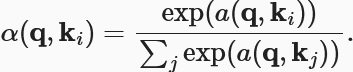 α(𝐪, 𝐤ᵢ) = exp(a(𝐪, 𝐤ᵢ)) / ∑ⱼ exp(a(𝐪, 𝐤ⱼ)).